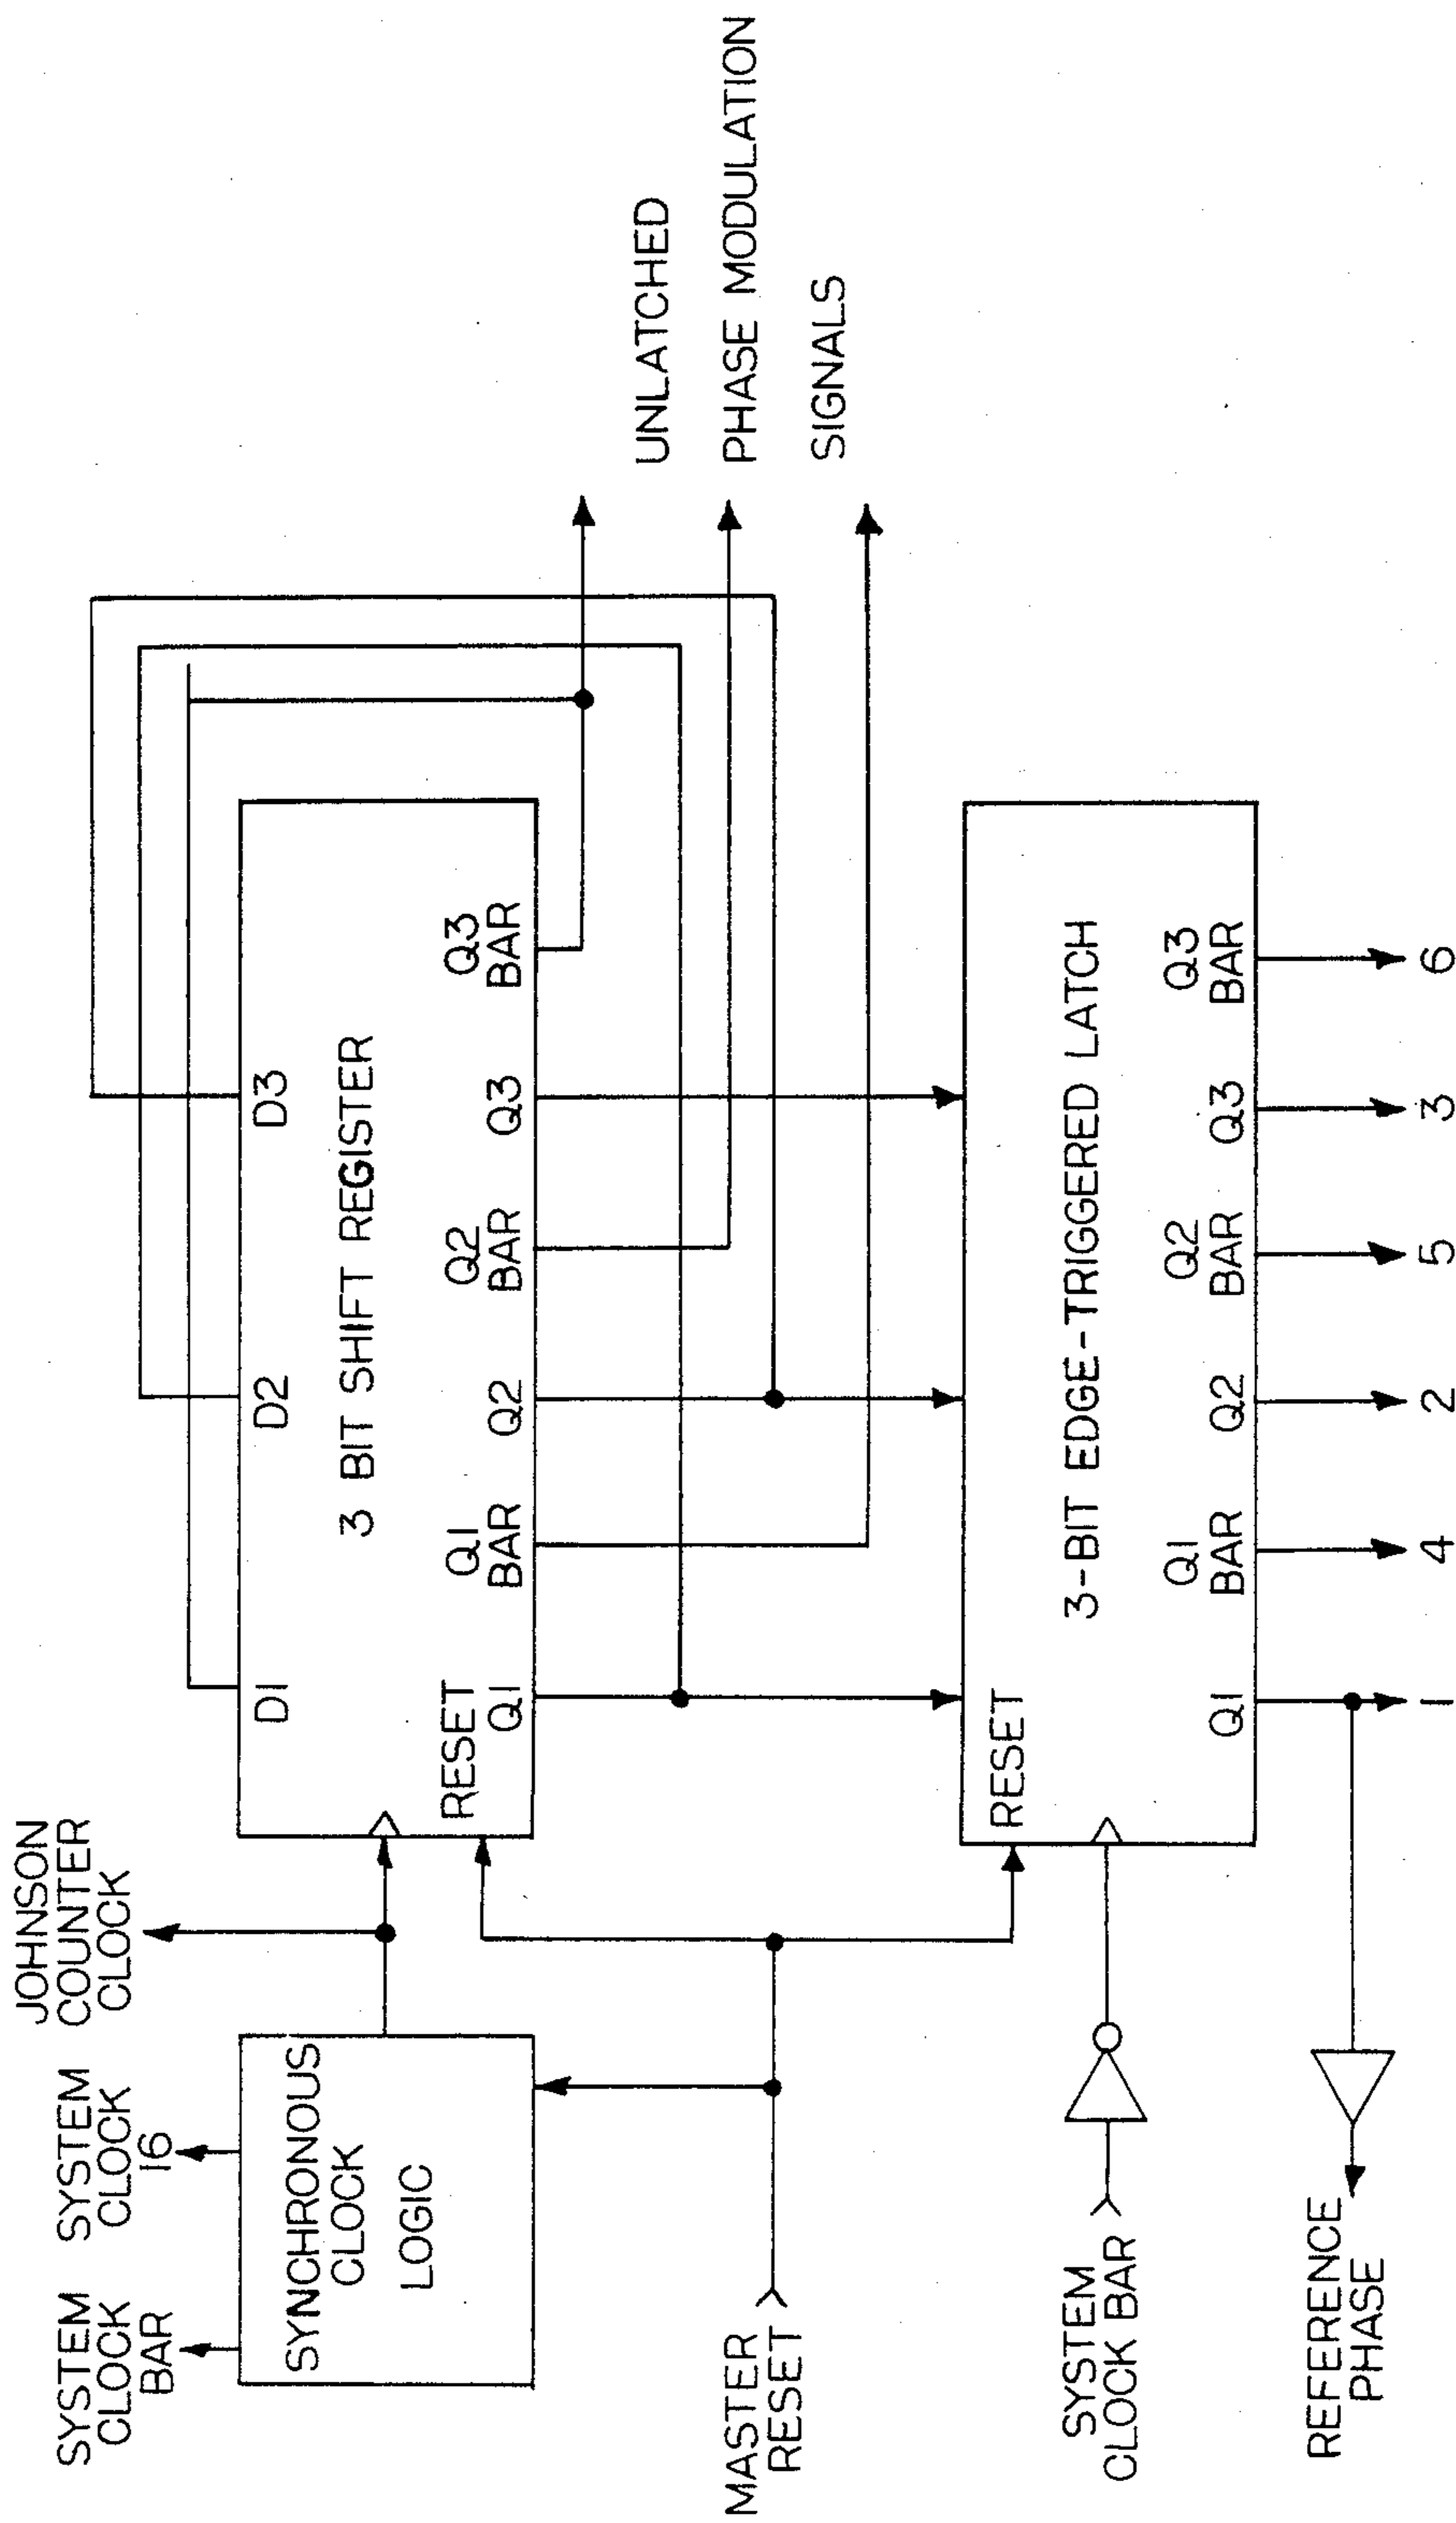 SYSTEM
CLOCK
BAR
SYSTEM
CLOCK
16
JOHNSON
COUNTER
CLOCK
SYNCHRONOUS
CLOCK
LOGIC
D1
D2
D3
3 BIT SHIFT REGISTER
RESET
Q1
Q1
BAR
Q2
Q2
BAR
Q3
Q3
BAR
UNLATCHED
PHASE MODULATION
SIGNALS
MASTER
RESET
RESET
3-BIT EDGE-TRIGGERED LATCH
SYSTEM
CLOCK BAR
Q1
Q1
BAR
Q2
Q2
BAR
Q3
Q3
BAR
REFERENCE
PHASE
1
4
2
5
3
6